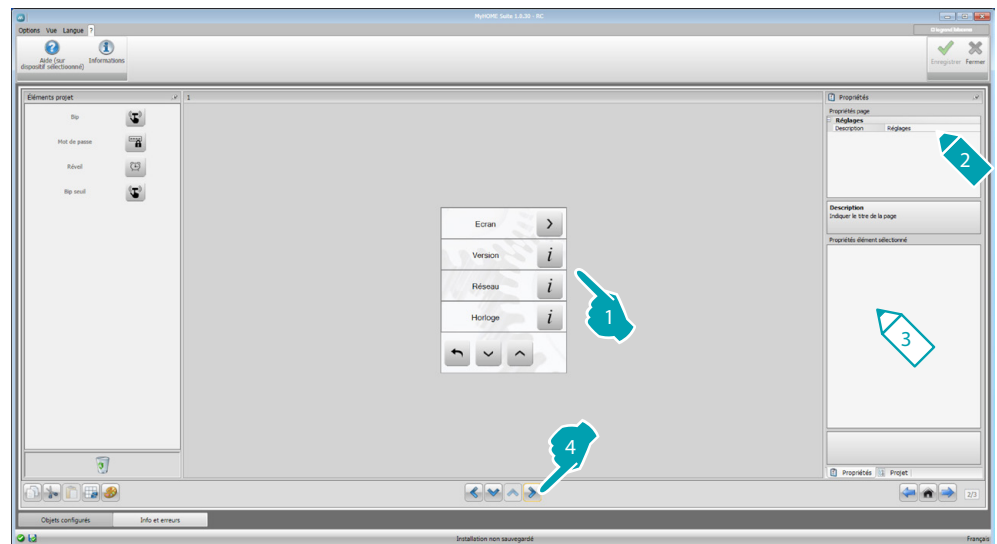 MyHOME Suite 1.0.30 - RC
Options Vue Langue ?
Aide (sur
dispositif sélectionné)
Informations
Enregistrer Fermer
Éléments projet
1
Propriétés
Bip
Mot de passe
Réveil
Bip seuil
Propriétés page
Réglages
Description Réglages
2
Description
Indiquer le titre de la page
Propriétés élément sélectionné
Ecran
Version
Réseau
Horloge
1
3
4
Propriétés Projet
2/3
Objets configurés Info et erreurs
Installation non sauvegardé
Français